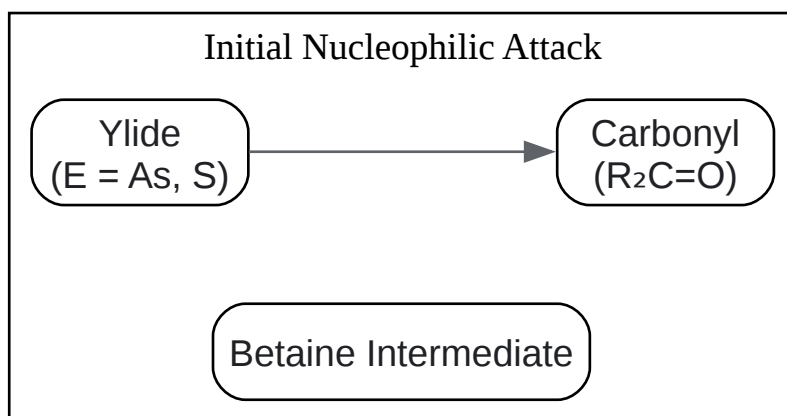 Initial Nucleophilic Attack
Ylide
(E = As, S)
Carbonyl
(R₂C=O)
Betaine Intermediate